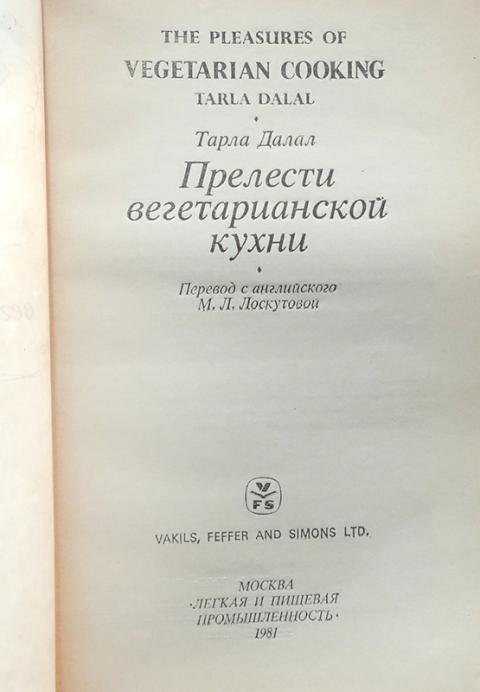 THE PLEASURES OF
VEGETARIAN COOKING
TARLA DALAL
Тарла Далал
Прелести
вегетарианской
кухни
Перевод с английского
М. Л. Лоскутовой
V
FS
VAKILS, FEFFER AND SIMONS LTD.
МОСКВА
·ЛЕГКАЯ И ПИЩЕВАЯ
ПРОМЫШЛЕННОСТЬ·
1981